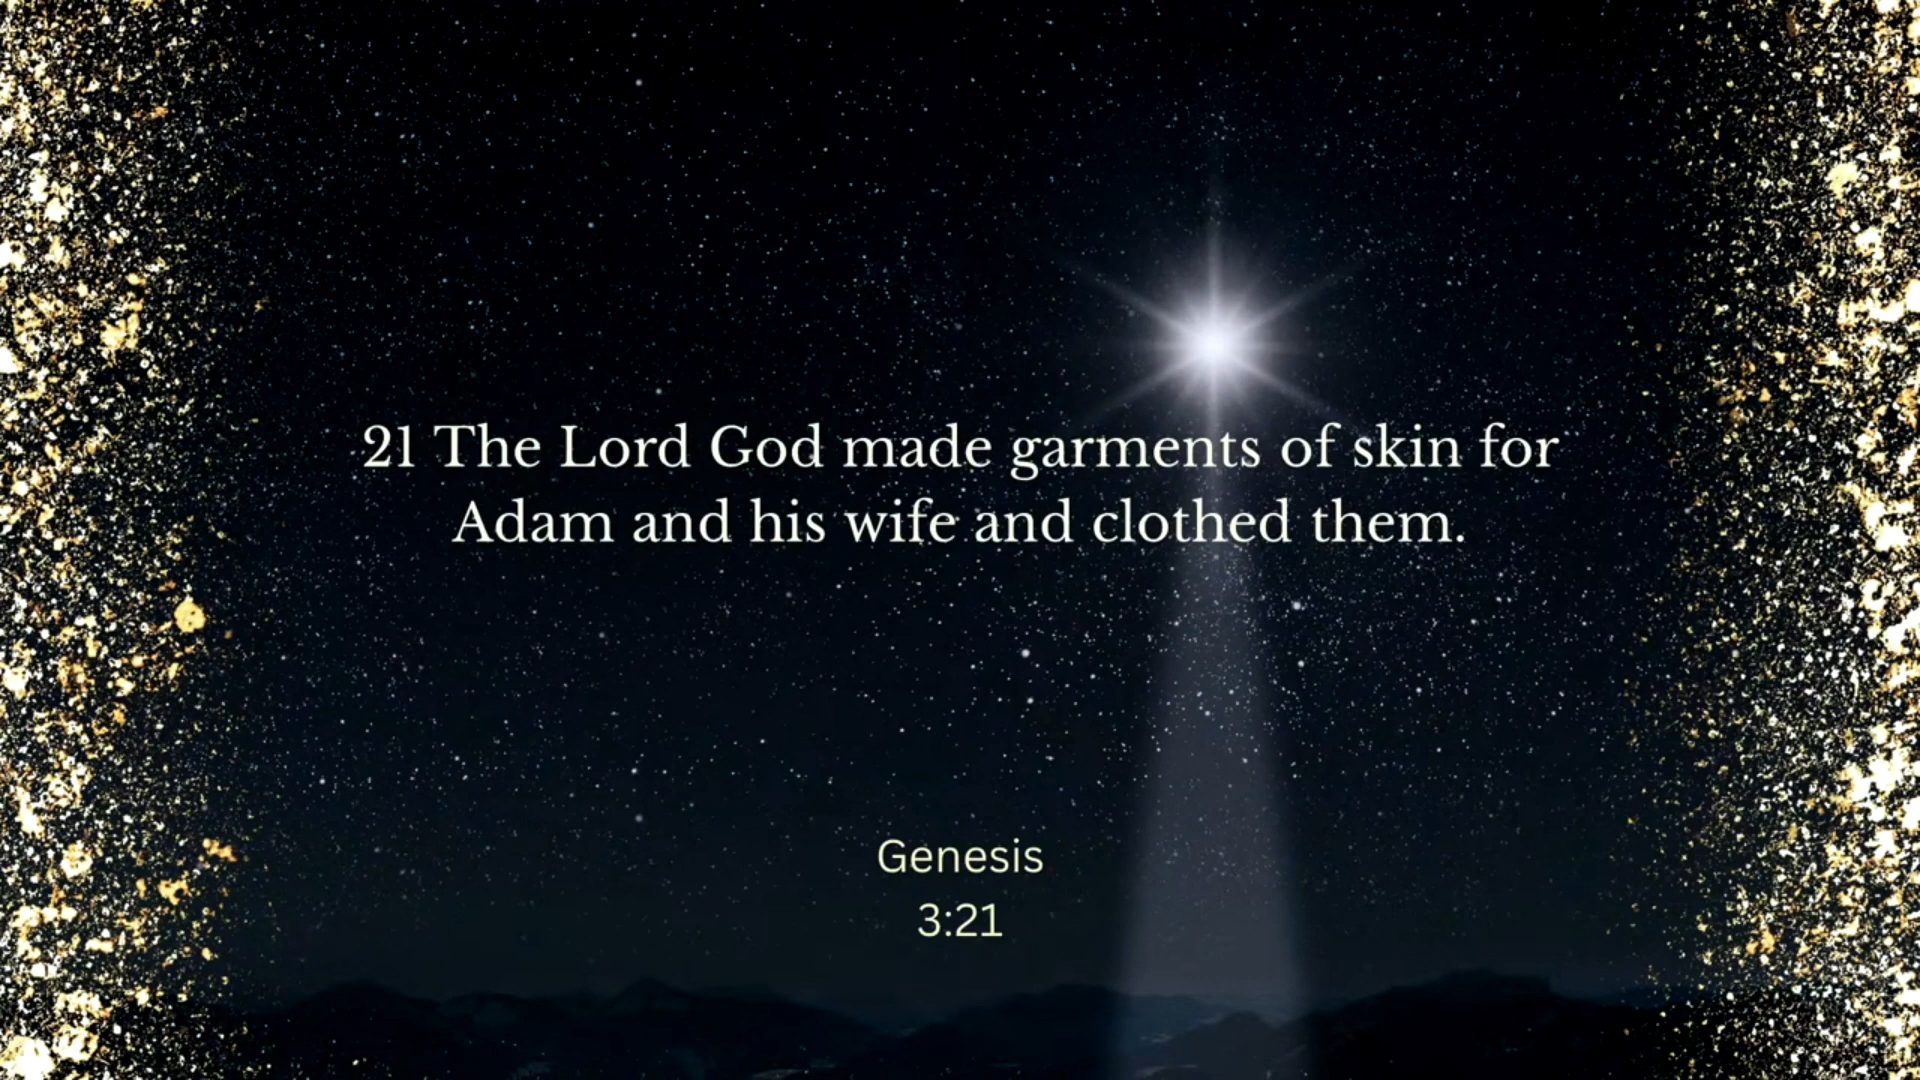 21 The Lord God made garments of skin for
Adam and his wife and clothed them.
Genesis
3:21